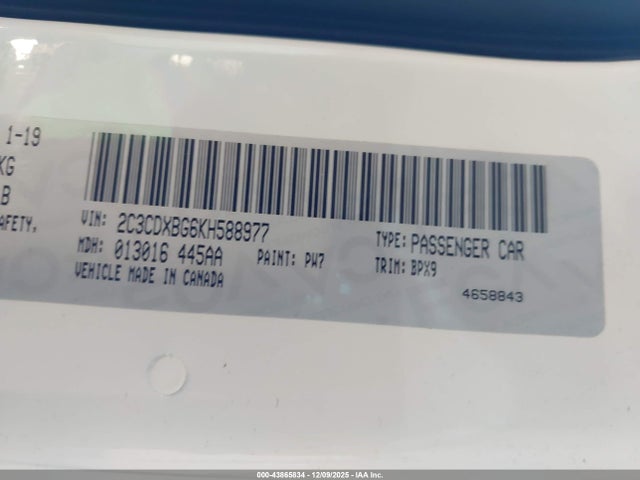 1-19
KG
B
AFETY,
VIN: 2C3CDXBG6KH588977
TYPE: PASSENGER CAR
MDH: 013016 445AA
PAINT: PW7
TRIM: BPX9
VEHICLE MADE IN CANADA
4658843
000-43865834 - 12/09/2025 - IAA Inc.